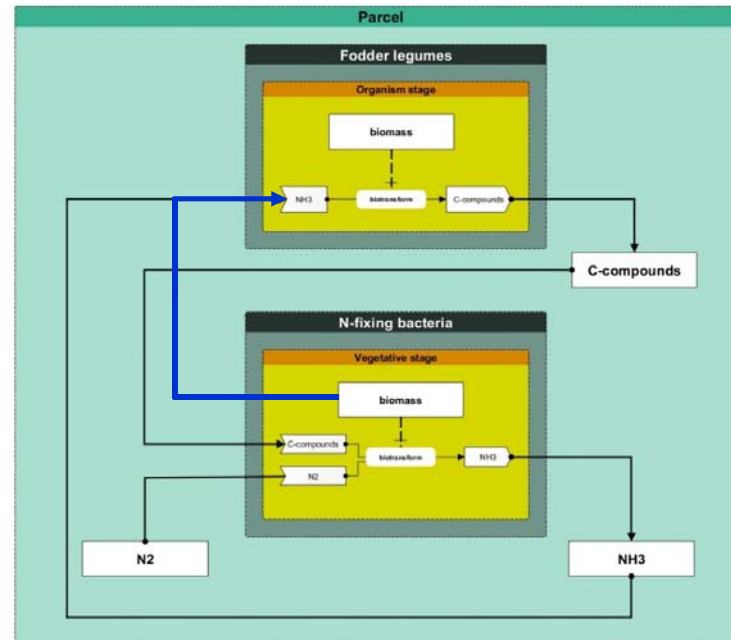 Parcel
Fodder legumes
Organism stage
biomass
NH3
biotransform
C-compounds
C-compounds
N-fixing bacteria
Vegetative stage
biomass
C-compounds
biotransform
NH3
N2
N2
NH3